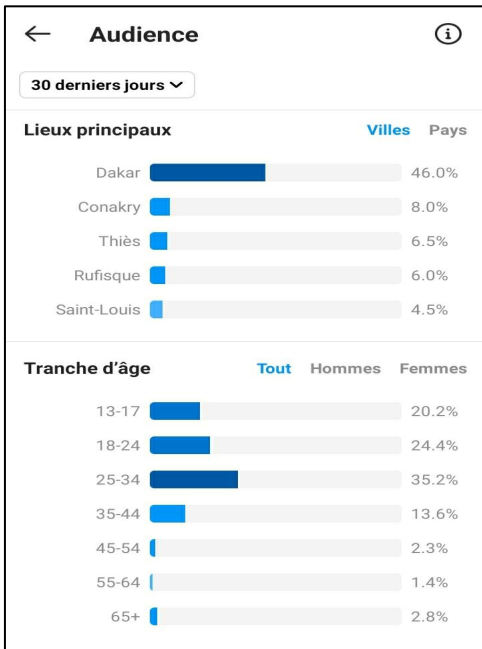 Audience
30 derniers jours
Lieux principaux Villes Pays
Dakar 46.0%
Conakry 8.0%
Thiès 6.5%
Rufisque 6.0%
Saint-Louis 4.5%
Tranche d'âge Tout Hommes Femmes
13-17 20.2%
18-24 24.4%
25-34 35.2%
35-44 13.6%
45-54 2.3%
55-64 1.4%
65+ 2.8%